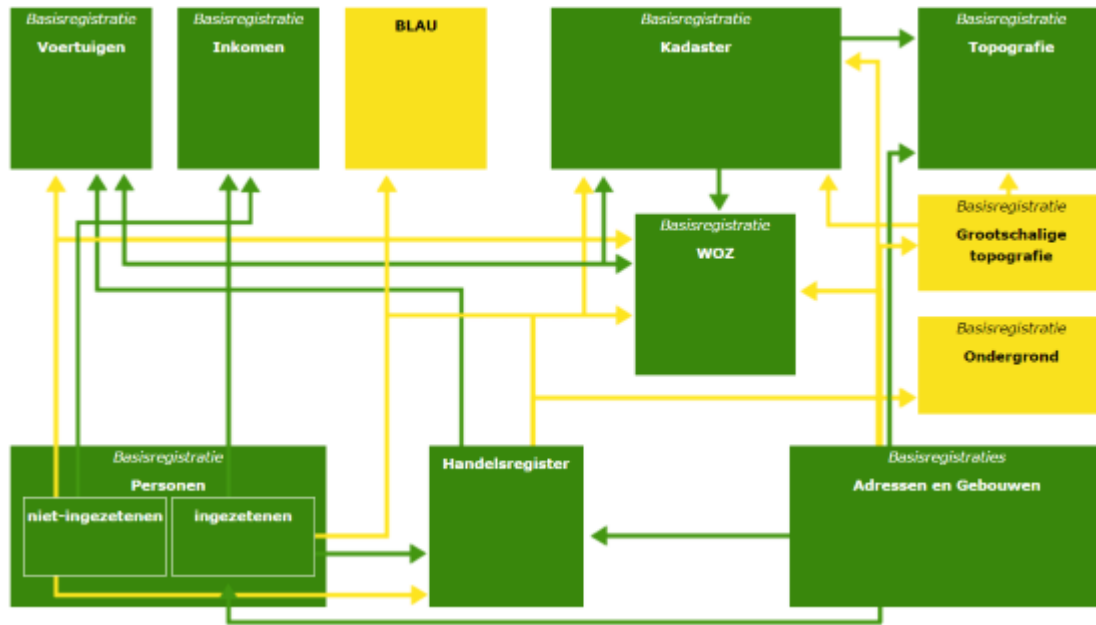 Basisregistratie
Voertuigen
Basisregistratie
Inkomen
BLAU
Basisregistratie
Kadaster
Basisregistratie
Topografie
Basisregistratie
WOZ
Basisregistratie
Grootschalige
topografie
Basisregistratie
Ondergrond
Basisregistratie
Personen
niet-ingezetenen
ingezetenen
Handelsregister
Basisregistraties
Adressen en Gebouwen